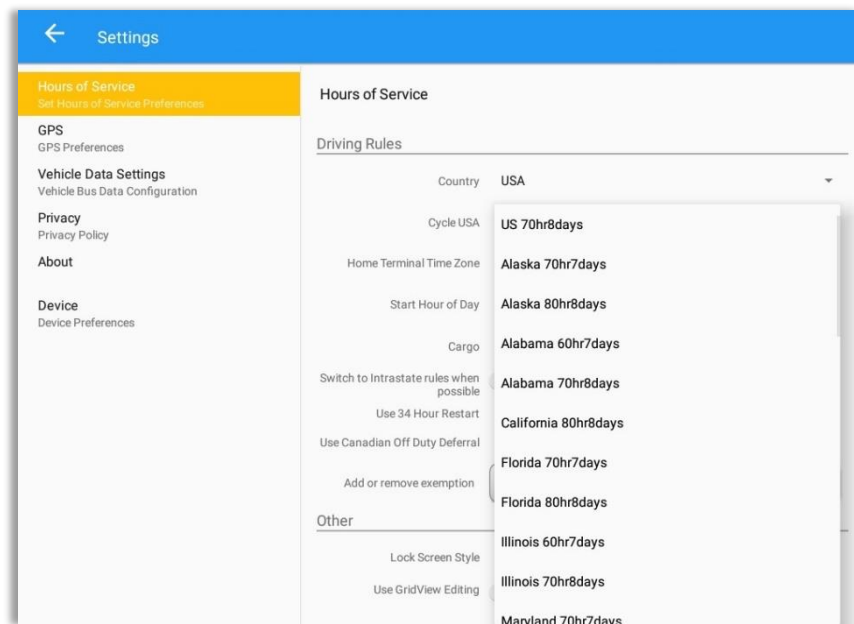 Settings
Hours of Service
Set Hours of Service Preferences
GPS
GPS Preferences
Vehicle Data Settings
Vehicle Bus Data Configuration
Privacy
Privacy Policy
About
Device
Device Preferences
Hours of Service
Driving Rules
Country USA
Cycle USA
Home Terminal Time Zone
Start Hour of Day
Cargo
Switch to Intrastate rules when
possible
Use 34 Hour Restart
Use Canadian Off Duty Deferral
Add or remove exemption
Other
Lock Screen Style
Use GridView Editing
US 70hr8days
Alaska 70hr7days
Alaska 80hr8days
Alabama 60hr7days
Alabama 70hr8days
California 80hr8days
Florida 70hr7days
Florida 80hr8days
Illinois 60hr7days
Illinois 70hr8days
Maryland 70hr7days